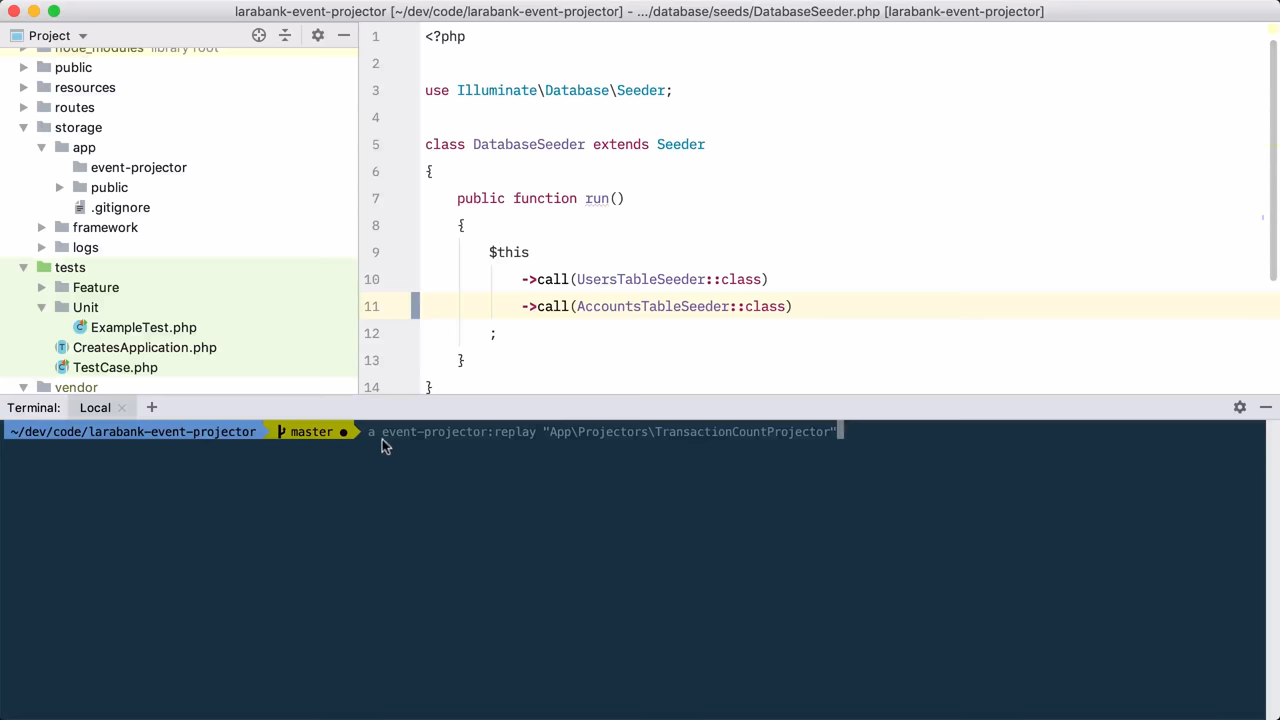 larabank-event-projector [~/dev/code/larabank-event-projector] - .../database/seeds/DatabaseSeeder.php [larabank-event-projector]
Project
node_modules library root
public
resources
routes
storage
app
event-projector
public
.gitignore
framework
logs
tests
Feature
Unit
ExampleTest.php
CreatesApplication.php
TestCase.php
vendor
1 <?php
2
3 use Illuminate\Database\Seeder;
4
5 class DatabaseSeeder extends Seeder
6 {
7 public function run()
8 {
9 $this
10 ->call(UsersTableSeeder::class)
11 ->call(AccountsTableSeeder::class)
12 ;
13 }
14 }
Terminal: Local +
~/dev/code/larabank-event-projector master ● a event-projector:replay "App\Projectors\TransactionCountProjector"